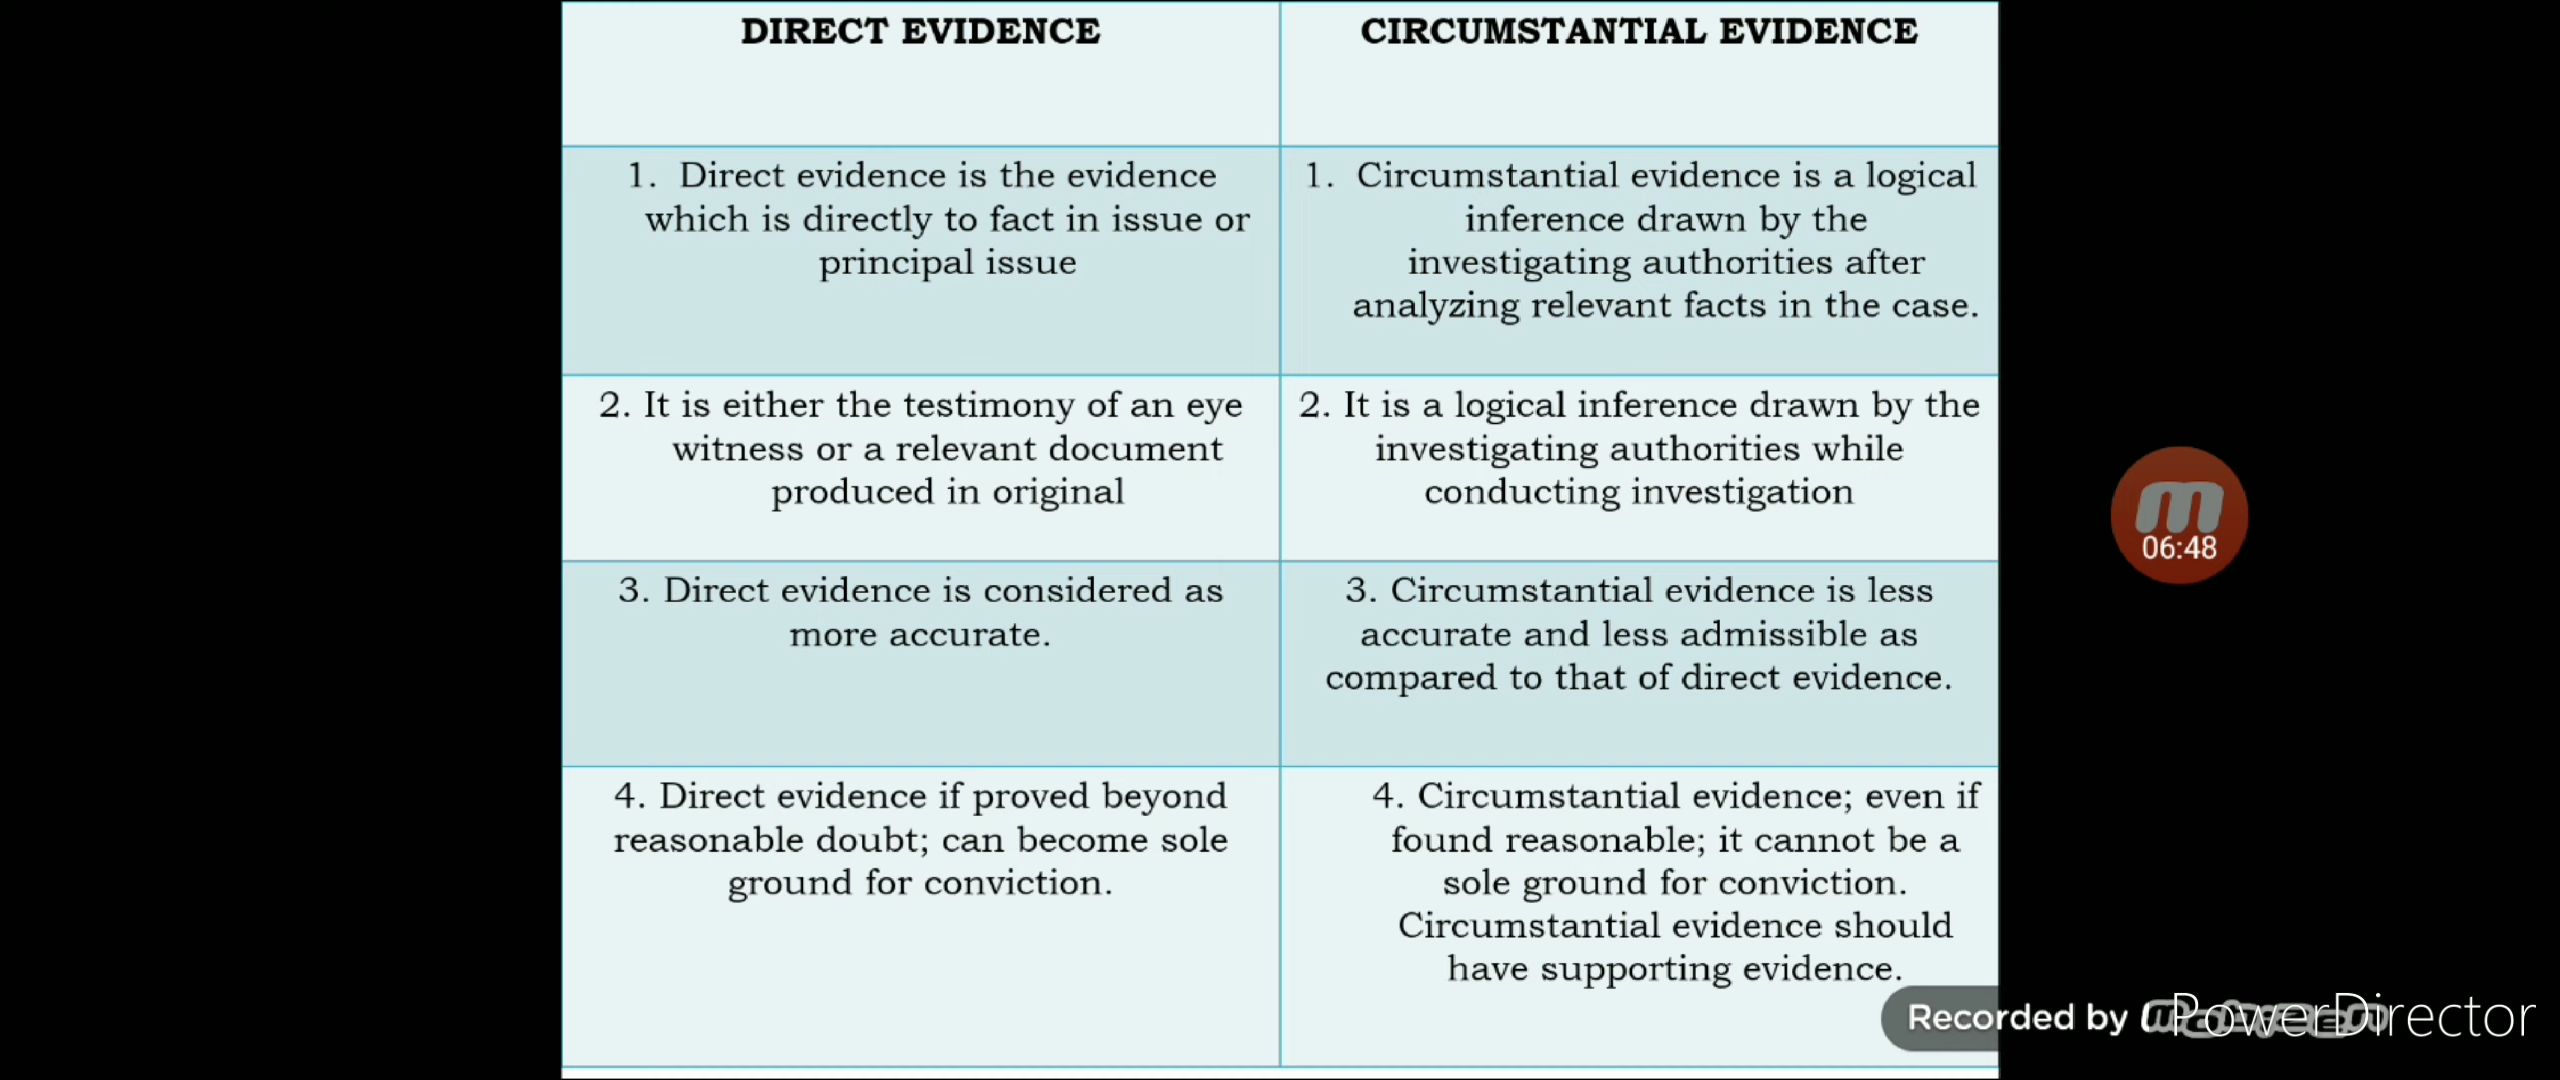 DIRECT EVIDENCE
CIRCUMSTANTIAL EVIDENCE
1. Direct evidence is the evidence
which is directly to fact in issue or
principal issue
1. Circumstantial evidence is a logical
inference drawn by the
investigating authorities after
analyzing relevant facts in the case.
2. It is either the testimony of an eye
witness or a relevant document
produced in original
2. It is a logical inference drawn by the
investigating authorities while
conducting investigation
3. Direct evidence is considered as
more accurate.
3. Circumstantial evidence is less
accurate and less admissible as
compared to that of direct evidence.
4. Direct evidence if proved beyond
reasonable doubt; can become sole
ground for conviction.
4. Circumstantial evidence; even if
found reasonable; it cannot be a
sole ground for conviction.
Circumstantial evidence should
have supporting evidence.
m
06:48
Recorded by
PowerDirector